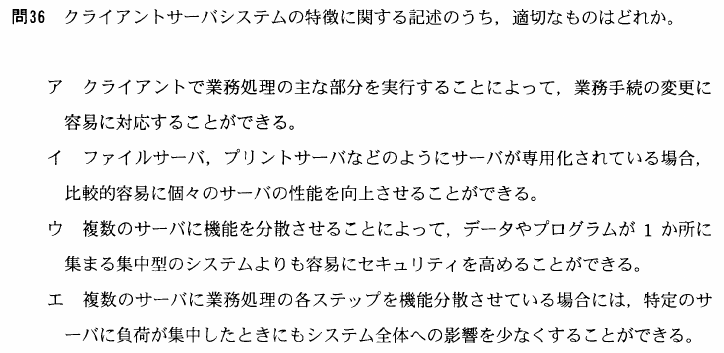 問36　クライアントサーバシステムの特徴に関する記述のうち，適切なものはどれか。
ア　クライアントで業務処理の主な部分を実行することによって，業務手続の変更に
容易に対応することができる。
イ　ファイルサーバ，プリントサーバなどのようにサーバが専用化されている場合，
比較的容易に個々のサーバの性能を向上させることができる。
ウ　複数のサーバに機能を分散させることによって，データやプログラムが 1 か所に
集まる集中型のシステムよりも容易にセキュリティを高めることができる。
エ　複数のサーバに業務処理の各ステップを機能分散させている場合には，特定のサ
ーバに負荷が集中したときにもシステム全体への影響を少なくすることができる。